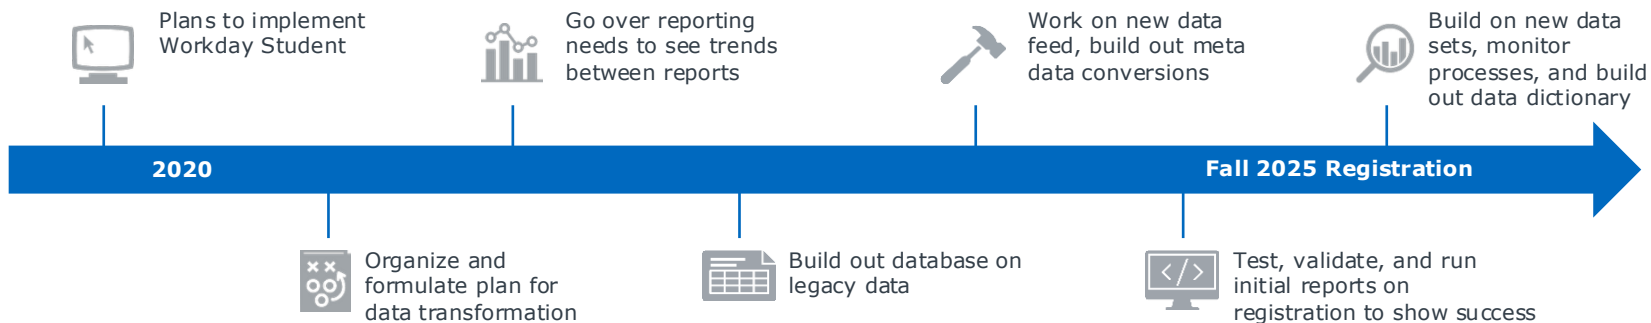 Plans to implement
Workday Student
Go over reporting
needs to see trends
between reports
Work on new data
feed, build out meta
data conversions
Build on new data
sets, monitor
processes, and build
out data dictionary
2020
Fall 2025 Registration
Organize and
formulate plan for
data transformation
Build out database on
legacy data
</>
Test, validate, and run
initial reports on
registration to show success